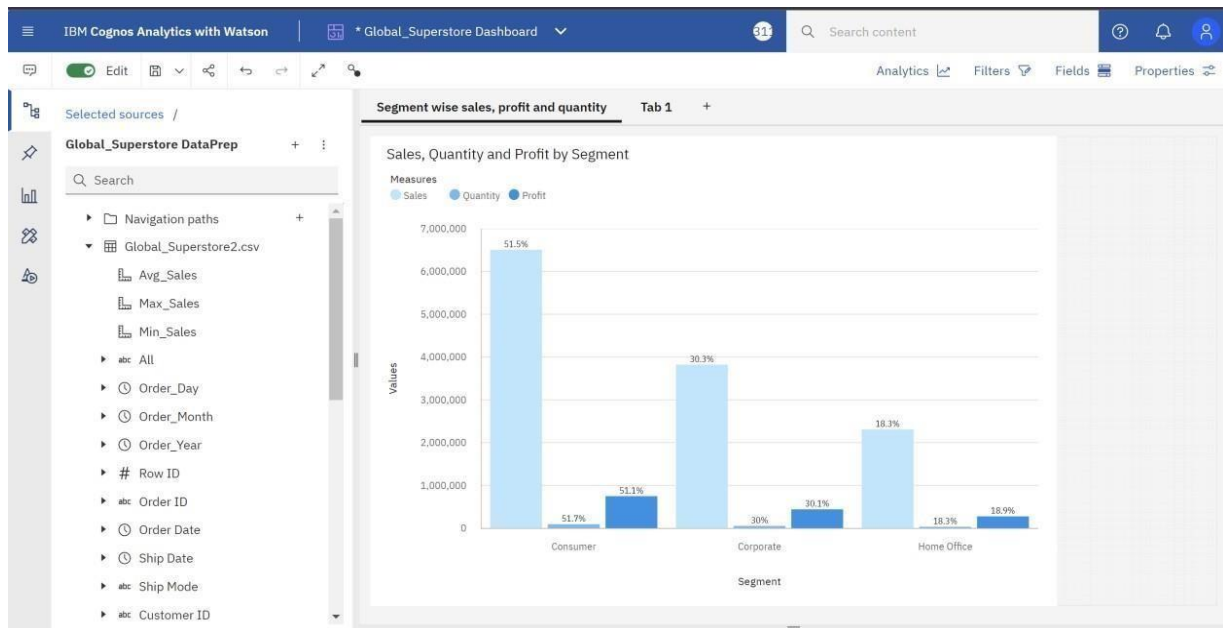 IBM Cognos Analytics with Watson
* Global_Superstore Dashboard
Search content
Edit
Analytics
Filters
Fields
Properties
Selected sources /
Global_Superstore DataPrep
Search
Navigation paths
Global_Superstore2.csv
Avg_Sales
Max_Sales
Min_Sales
abc All
Order_Day
Order_Month
Order_Year
# Row ID
abc Order ID
Order Date
Ship Date
abc Ship Mode
abc Customer ID
Segment wise sales, profit and quantity
Tab 1
+
Sales, Quantity and Profit by Segment
Measures
Sales Quantity Profit
Values
7,000,000
6,000,000
5,000,000
4,000,000
3,000,000
2,000,000
1,000,000
0
51.5%
51.7%
51.1%
30.3%
30%
30.1%
18.3%
18.3%
18.9%
Consumer
Corporate
Home Office
Segment